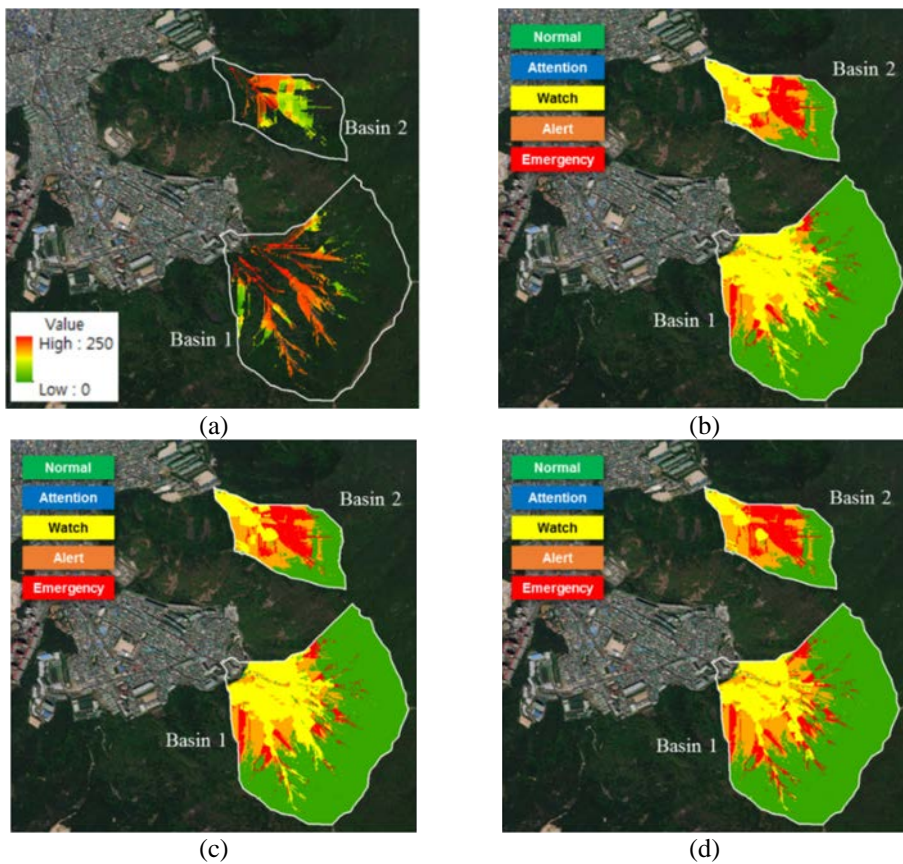 Basin 2
Basin 1
Value
High : 250
Low : 0
(a)
Normal
Attention
Watch
Alert
Emergency
Basin 2
Basin 1
(b)
Normal
Attention
Watch
Alert
Emergency
Basin 2
Basin 1
(c)
Normal
Attention
Watch
Alert
Emergency
Basin 2
Basin 1
(d)